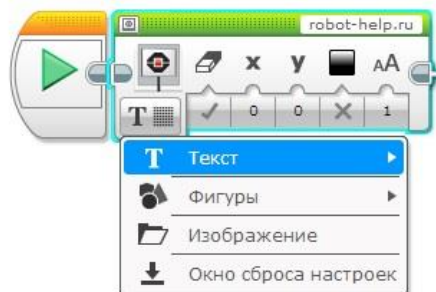 robot-help.ru
x y AA
T 0 0 1
T Текст
Фигуры
Изображение
Окно сброса настроек